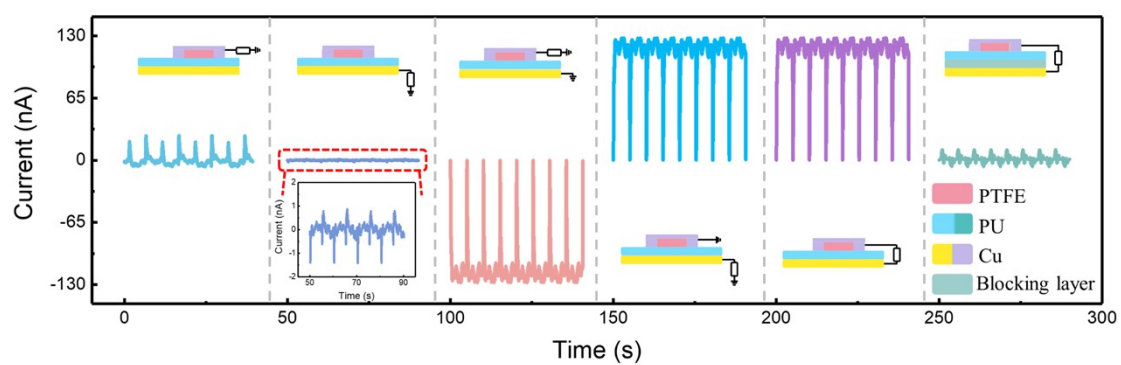 Current (nA)
130
65
0
-65
-130
2
1
0
-1
-2
Current (nA)
50
70
90
Time (s)
PTFE
PU
Cu
Blocking layer
0
50
100
150
200
250
300
Time (s)